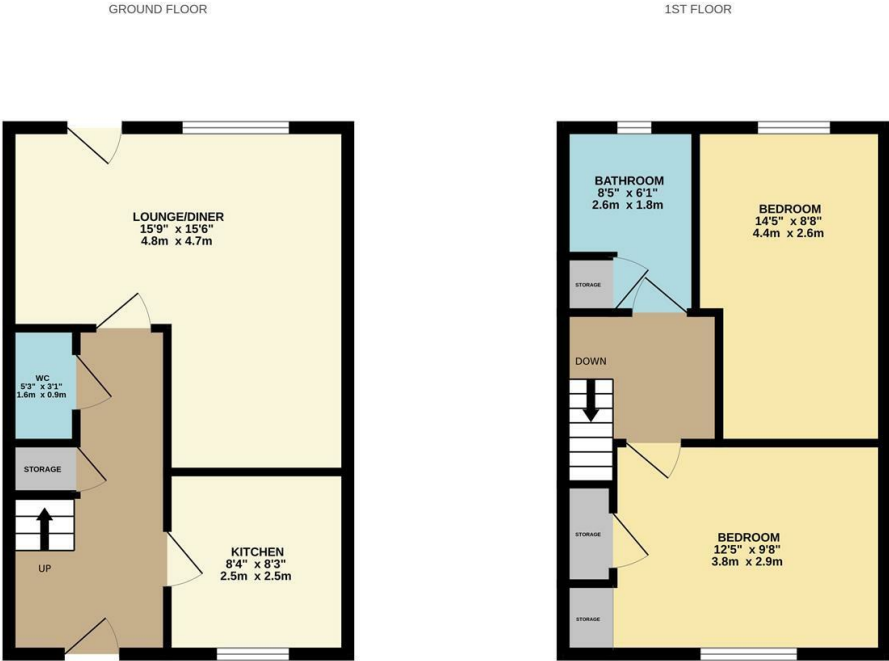 GROUND FLOOR
LOUNGE/DINER
15'9" x 15'6"
4.8m x 4.7m
WC
5'3" x 3'1"
1.6m x 0.9m
STORAGE
UP
KITCHEN
8'4" x 8'3"
2.5m x 2.5m
1ST FLOOR
BATHROOM
8'5" x 6'1"
2.6m x 1.8m
BEDROOM
14'5" x 8'8"
4.4m x 2.6m
STORAGE
DOWN
STORAGE
BEDROOM
12'5" x 9'8"
3.8m x 2.9m
STORAGE